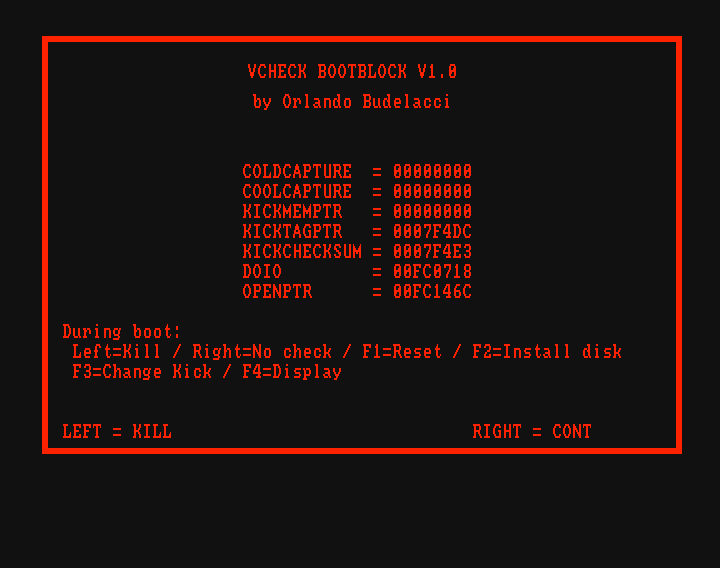 VCHECK BOOTBLOCK V1.0
by Orlando Budelacci
COLDCAPTURE = 00000000
COOLCAPTURE = 00000000
KICKMEMPTR = 00000000
KICKTAGPTR = 0007F4DC
KICKCHECKSUM = 0007F4E3
DOIO = 00FC0718
OPENPTR = 00FC146C
During boot:
Left=Kill / Right=No check / F1=Reset / F2=Install disk
F3=Change Kick / F4=Display
LEFT = KILL RIGHT = CONT